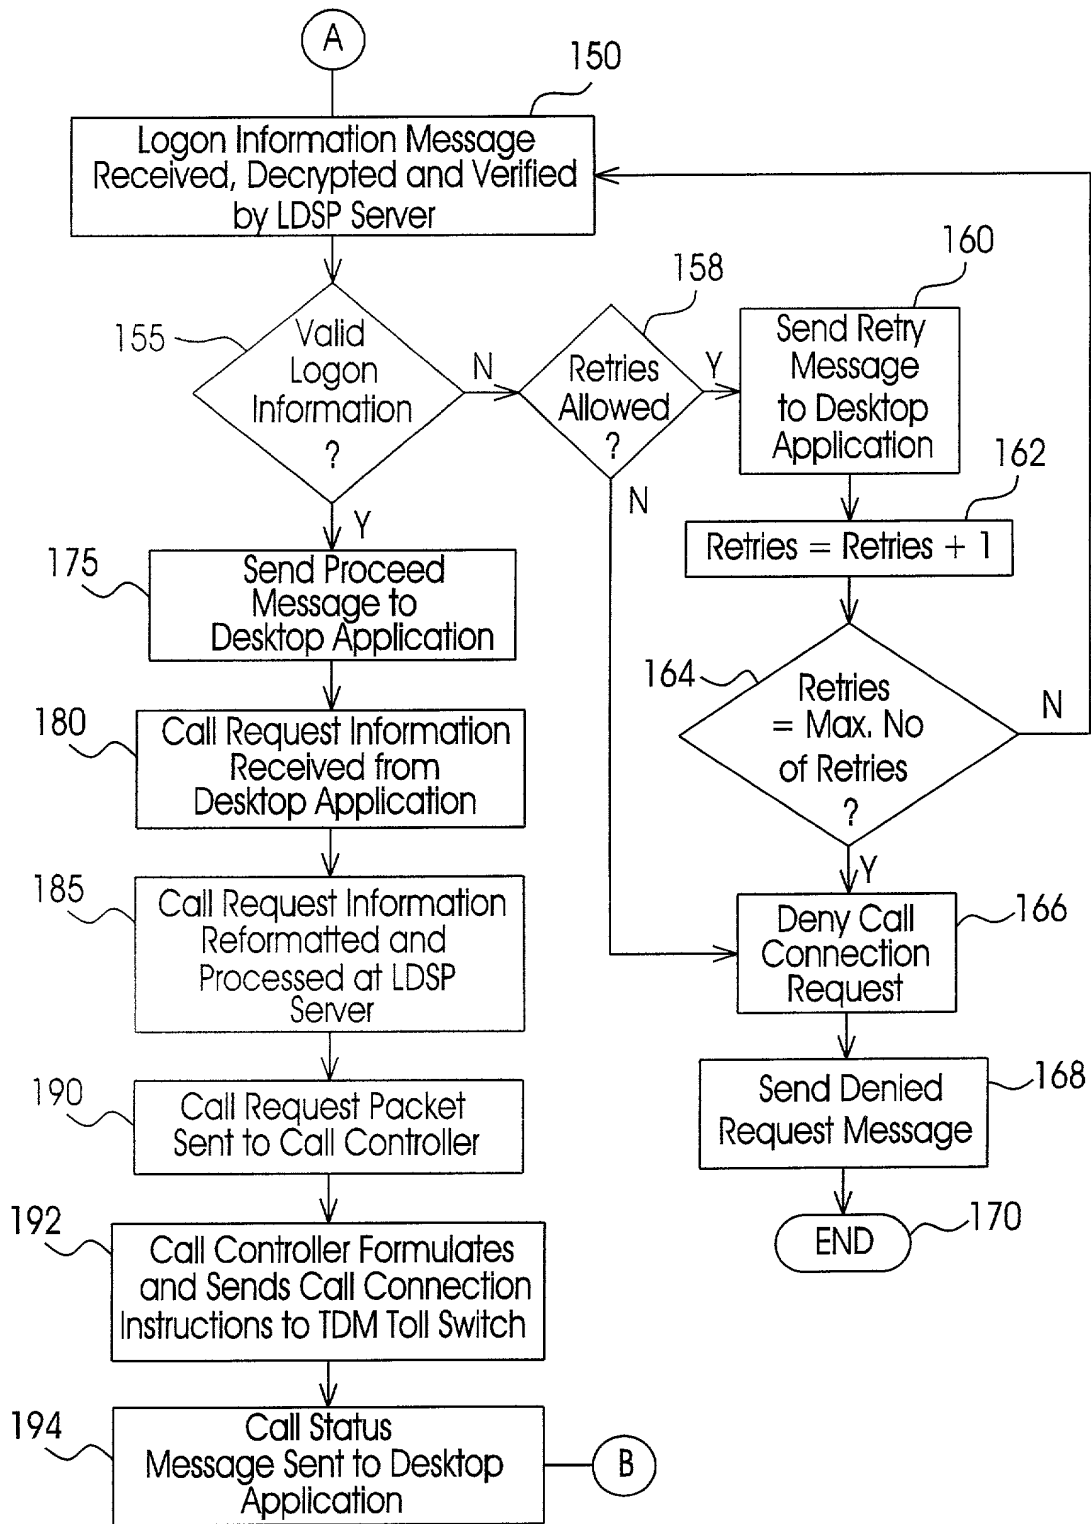 A
150
Logon Information Message
Received, Decrypted and Verified
by LDSP Server
155
Valid
Logon
Information
?
N
Y
158
Retries
Allowed
?
Y
N
160
Send Retry
Message
to Desktop
Application
162
Retries = Retries + 1
164
Retries
= Max. No
of Retries
?
N
Y
166
Deny Call
Connection
Request
168
Send Denied
Request Message
END
170
175
Send Proceed
Message to
Desktop Application
180
Call Request Information
Received from
Desktop Application
185
Call Request Information
Reformatted and
Processed at LDSP
Server
190
Call Request Packet
Sent to Call Controller
192
Call Controller Formulates
and Sends Call Connection
Instructions to TDM Toll Switch
194
Call Status
Message Sent to Desktop
Application
B